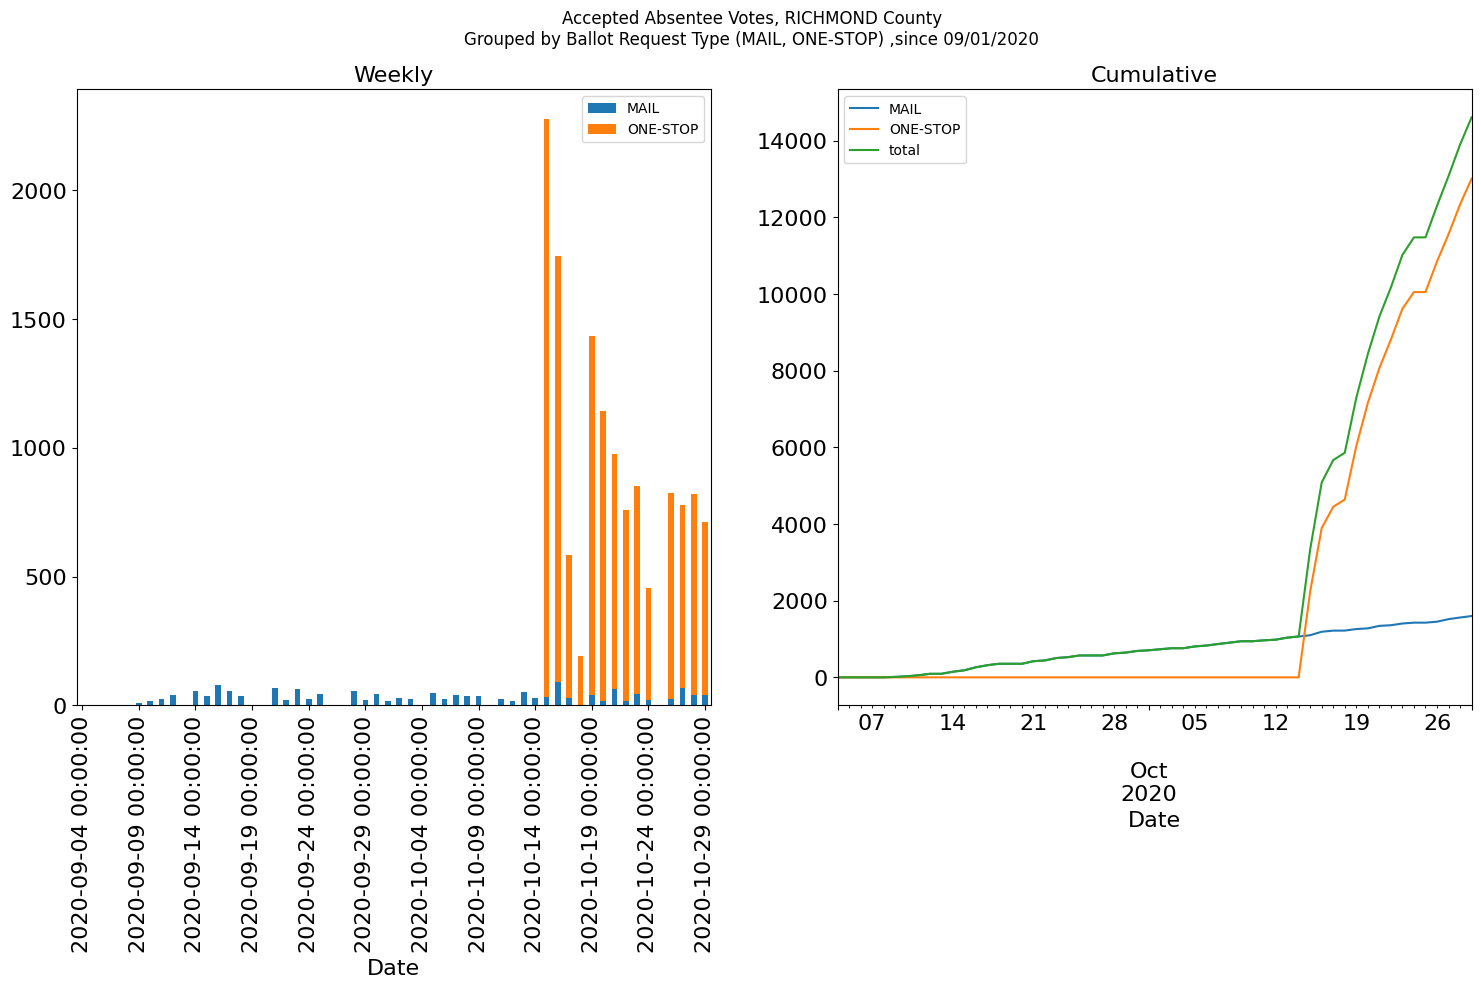 Accepted Absentee Votes, RICHMOND County
Grouped by Ballot Request Type (MAIL, ONE-STOP) ,since 09/01/2020
Weekly
MAIL
ONE-STOP
2000
1500
1000
500
0
2020-09-04 00:00:00
2020-09-09 00:00:00
2020-09-14 00:00:00
2020-09-19 00:00:00
2020-09-24 00:00:00
2020-09-29 00:00:00
2020-10-04 00:00:00
2020-10-09 00:00:00
2020-10-14 00:00:00
2020-10-19 00:00:00
2020-10-24 00:00:00
2020-10-29 00:00:00
Date
Cumulative
MAIL
ONE-STOP
total
14000
12000
10000
8000
6000
4000
2000
0
07 14 21 28 05 12 19 26
Oct
2020
Date